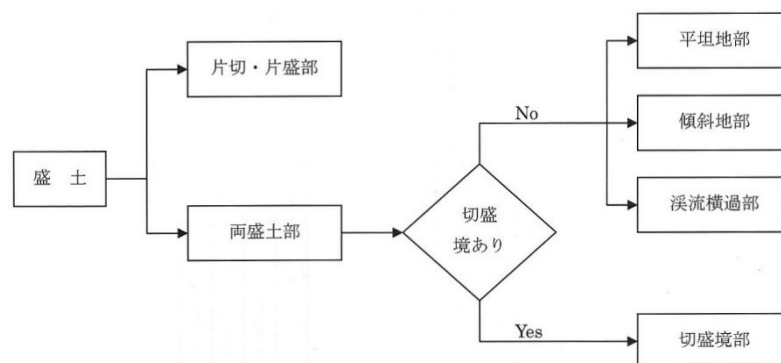 盛　土
片切・片盛部
両盛土部
切盛
境あり
No
Yes
平坦地部
傾斜地部
渓流横過部
切盛境部